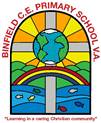 BINFIELD C.E. PRIMARY SCHOOL V.A.
"Learning in a caring Christian community"